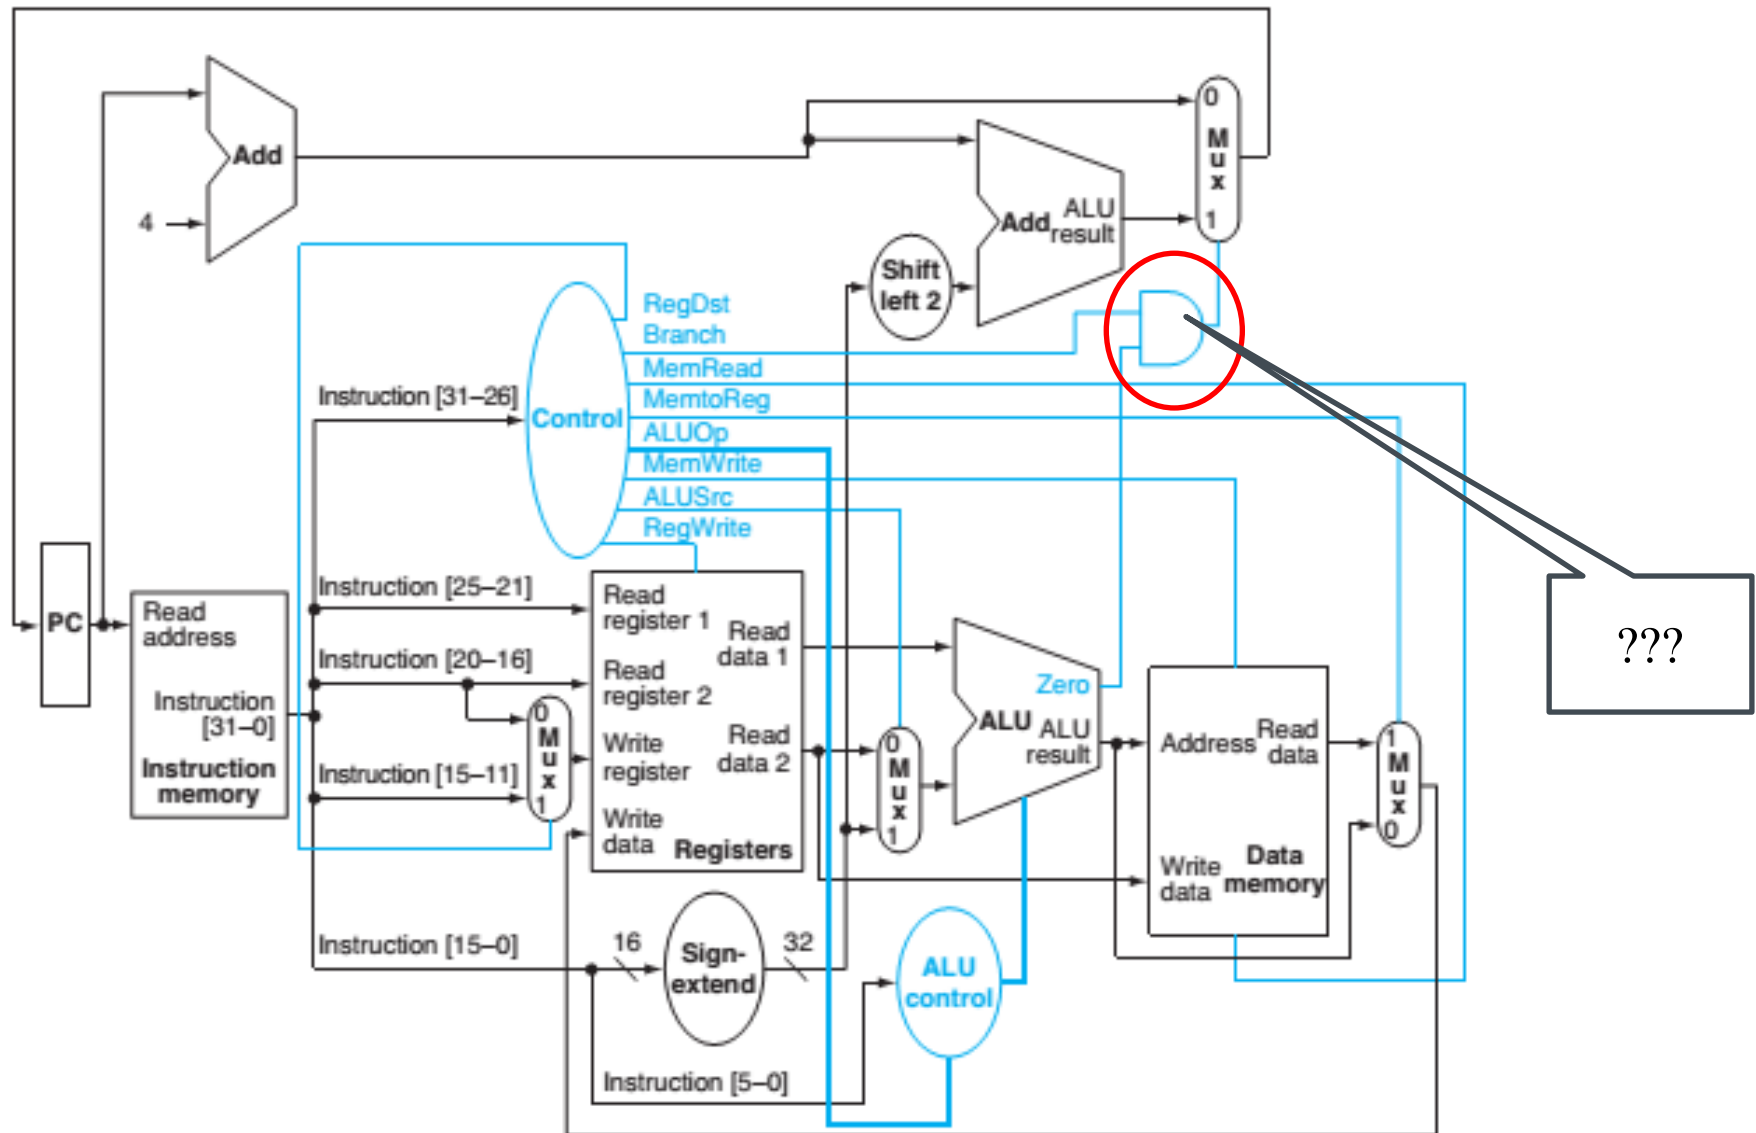 Add
4
0
M
u
x
1
Add
ALU
result
Shift
left 2
RegDst
Branch
MemRead
MemtoReg
ALUOp
MemWrite
ALUSrc
RegWrite
Control
Instruction [31–26]
Instruction [25–21]
Instruction [20–16]
Instruction [15–11]
Instruction [15–0]
Instruction [5–0]
PC
Read
address
Instruction
[31–0]
Instruction
memory
0
M
u
x
1
Read
register 1
Read
register 2
Write
register
Write
data
Read
data 1
Read
data 2
Registers
0
M
u
x
1
Zero
ALU
ALU
result
Address
Read
data
Write
data
Data
memory
1
M
u
x
0
16
Sign-
extend
32
ALU
control
???